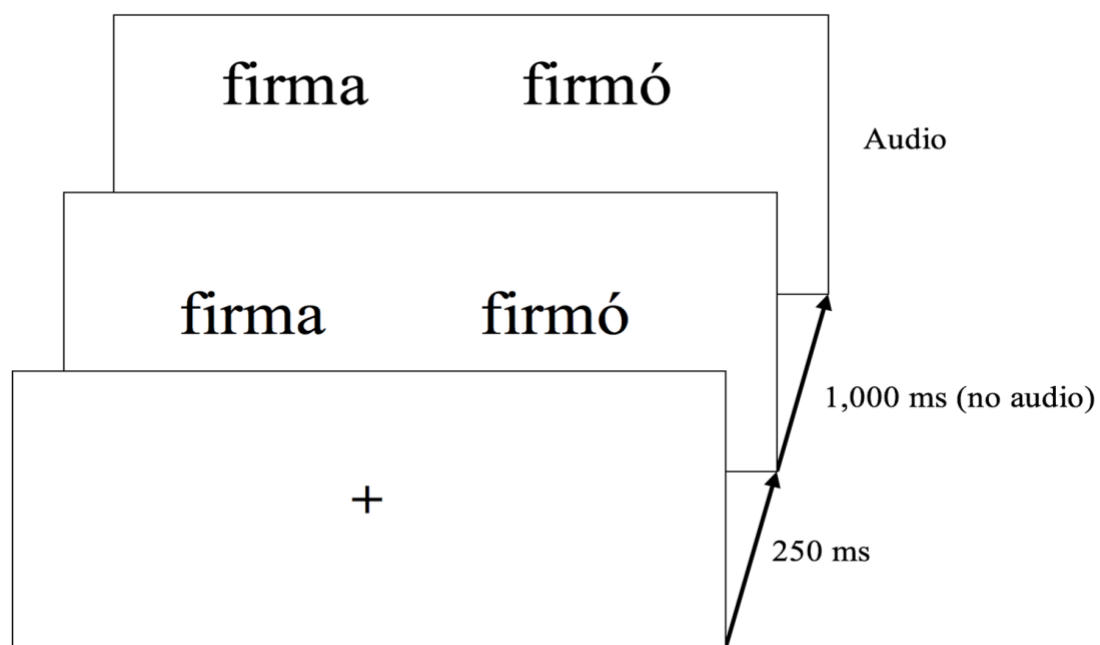 firma firmó
Audio
firma firmó
1,000 ms (no audio)
+
250 ms